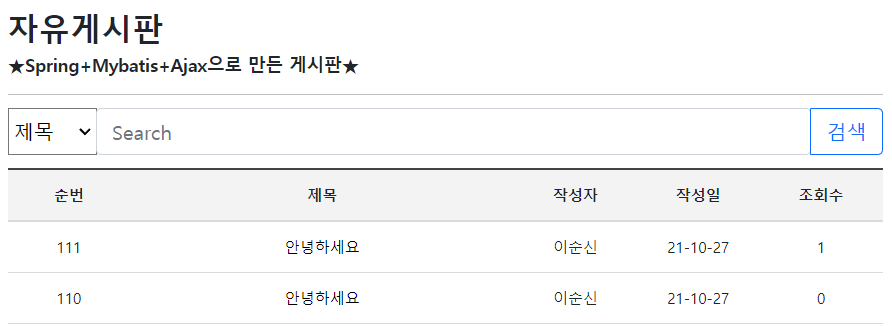 자유게시판
★Spring+Mybatis+Ajax으로 만든 게시판★
제목 Search 검색
순번 제목 작성자 작성일 조회수
111 안녕하세요 이순신 21-10-27 1
110 안녕하세요 이순신 21-10-27 0